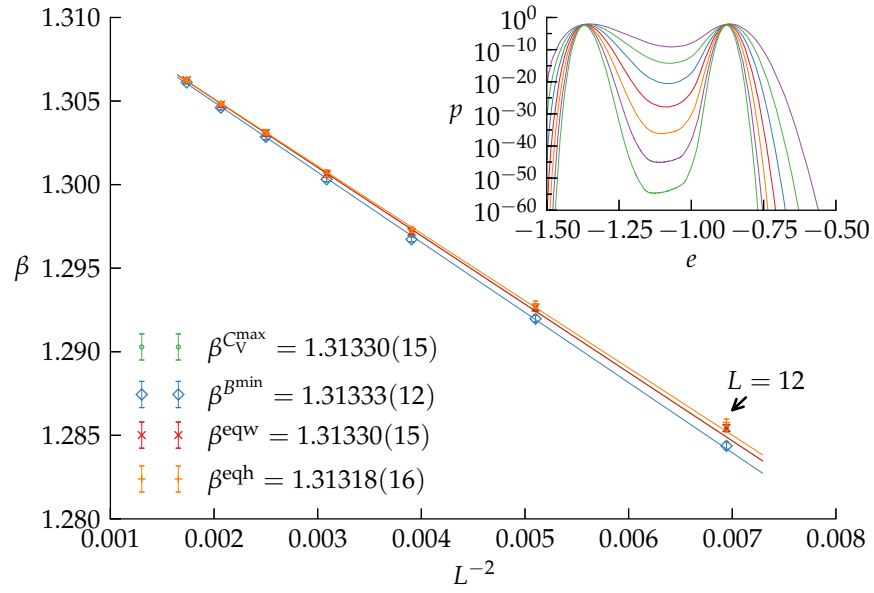 1.310
1.305
1.300
1.295
1.290
1.285
1.280
β
0.001 0.002 0.003 0.004 0.005 0.006 0.007 0.008
L⁻²
β^{C_V^{max}} = 1.31330(15)
β^{B^{min}} = 1.31333(12)
β^{eqw} = 1.31330(15)
β^{eqh} = 1.31318(16)
L = 12
10⁰
10⁻¹⁰
10⁻²⁰
10⁻³⁰
10⁻⁴⁰
10⁻⁵⁰
10⁻⁶⁰
p
−1.50 −1.25 −1.00 −0.75 −0.50
e